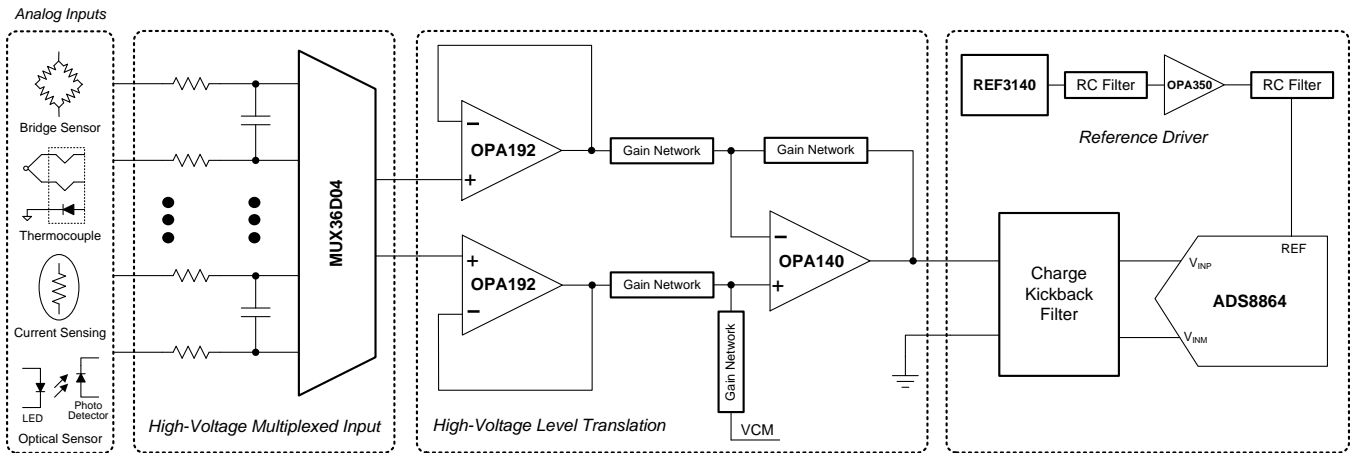 Analog Inputs
Bridge Sensor
Thermocouple
Current Sensing
LED
Photo
Detector
Optical Sensor
MUX36D04
High-Voltage Multiplexed Input
OPA192
OPA192
Gain Network
Gain Network
Gain Network
Gain Network
OPA140
VCM
High-Voltage Level Translation
REF3140
RC Filter
OPA350
RC Filter
Reference Driver
Charge
Kickback
Filter
REF
VINP
ADS8864
VINM